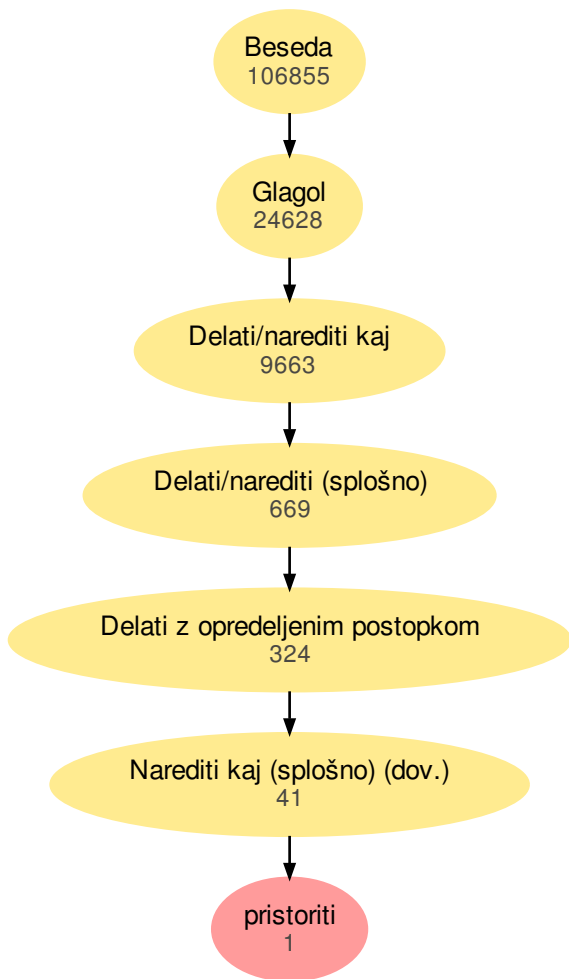 Beseda
106855
Glagol
24628
Delati/narediti kaj
9663
Delati/narediti (splošno)
669
Delati z opredeljenim postopkom
324
Narediti kaj (splošno) (dov.)
41
pristoriti
1